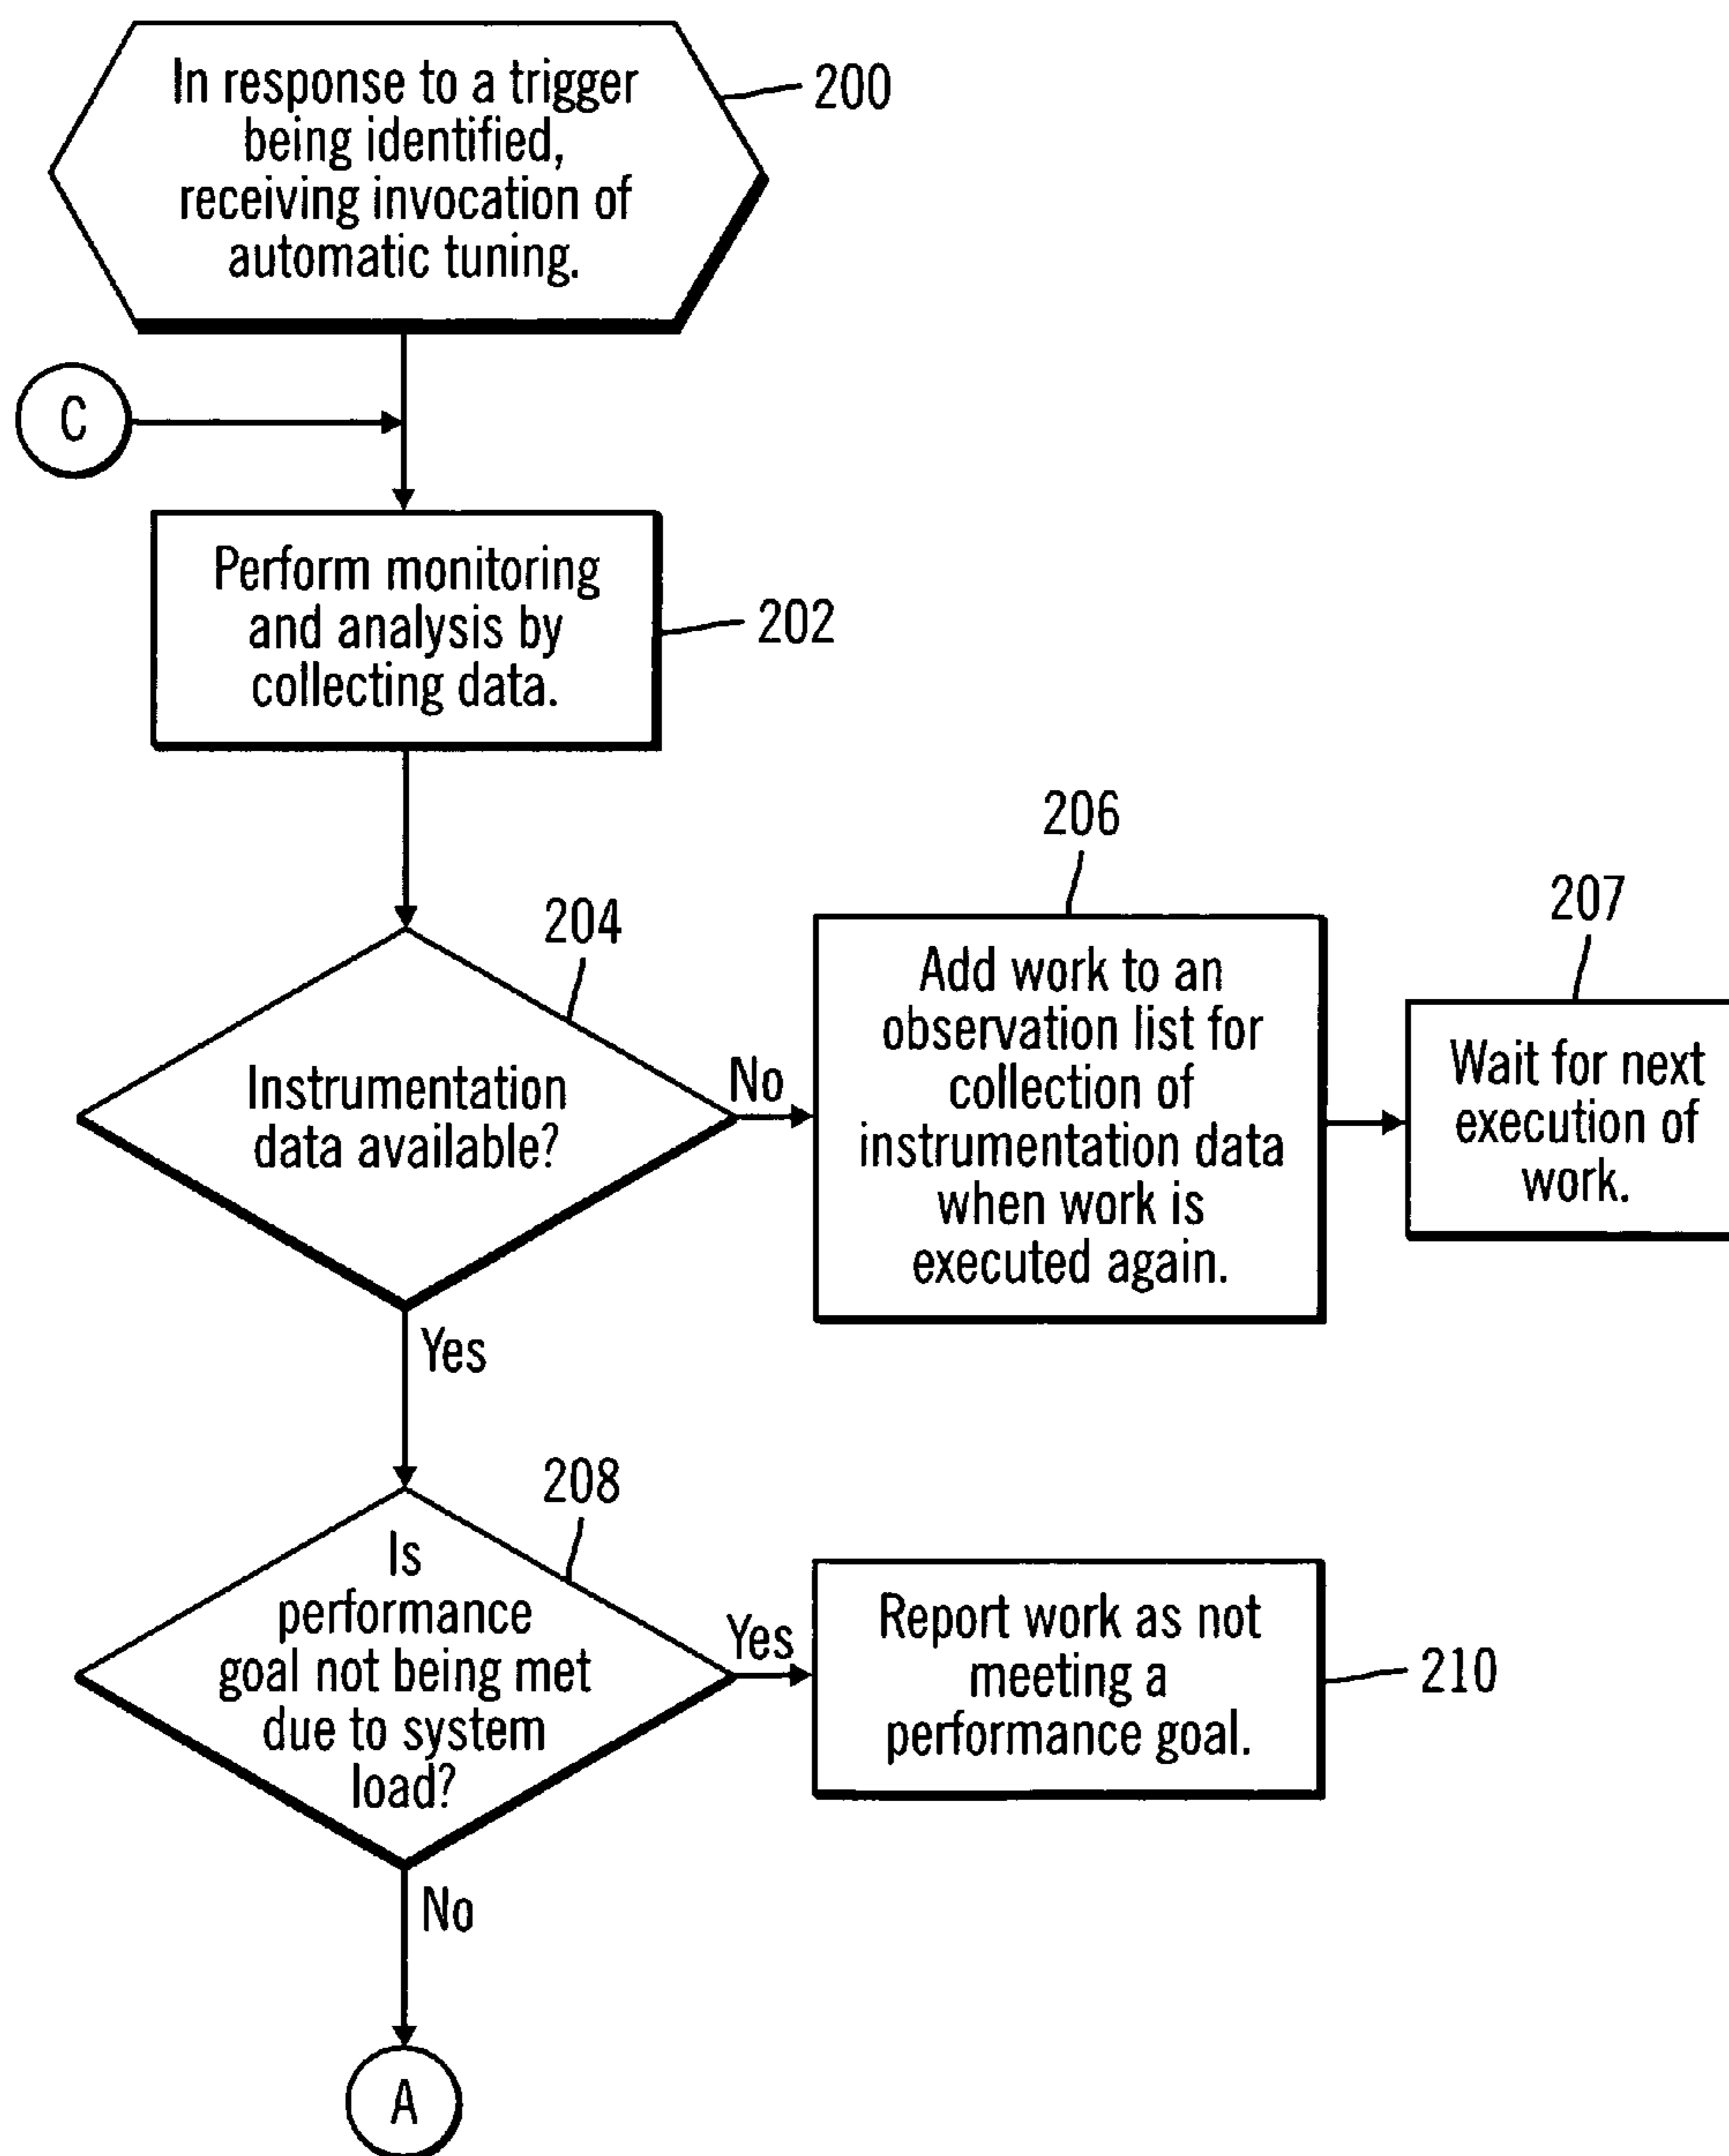 In response to a trigger
being identified,
receiving invocation of
automatic tuning.
200
C
Perform monitoring
and analysis by
collecting data.
202
204
Instrumentation
data available?
No
Yes
206
Add work to an
observation list for
collection of
instrumentation data
when work is
executed again.
207
Wait for next
execution of
work.
208
Is
performance
goal not being met
due to system
load?
Yes
No
Report work as not
meeting a
performance goal.
210
A